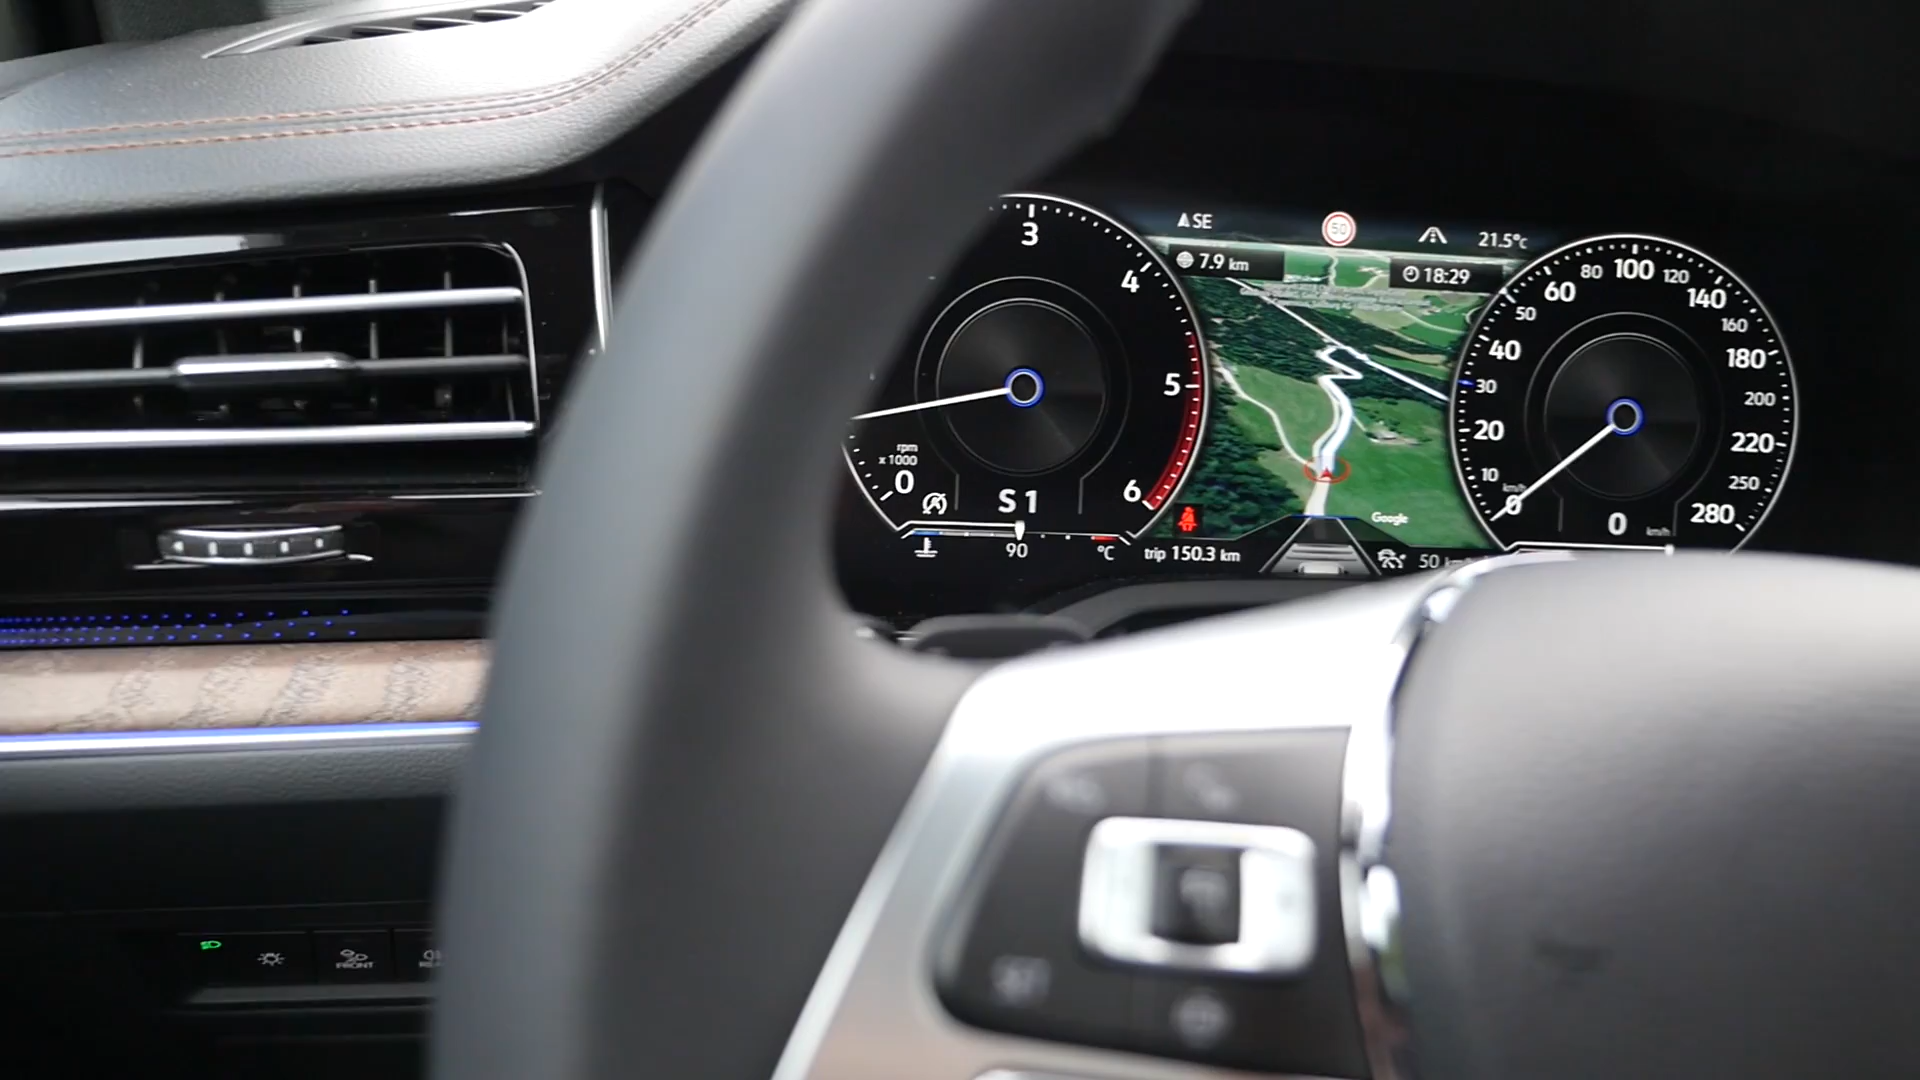 3
4
5
6
rpm
x 1000
0
S 1
90
°C
SE
50
21.5°C
7.9 km
18:29
Google
trip 150.3 km
50
0
10
20
30
40
50
60
80
100
120
140
160
180
200
220
250
280
km/h
0
km/h
FRONT